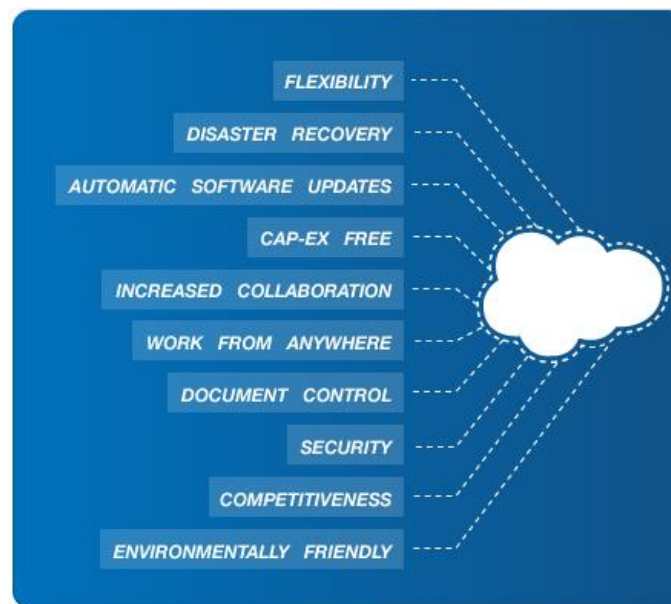 FLEXIBILITY
DISASTER RECOVERY
AUTOMATIC SOFTWARE UPDATES
CAP-EX FREE
INCREASED COLLABORATION
WORK FROM ANYWHERE
DOCUMENT CONTROL
SECURITY
COMPETITIVENESS
ENVIRONMENTALLY FRIENDLY